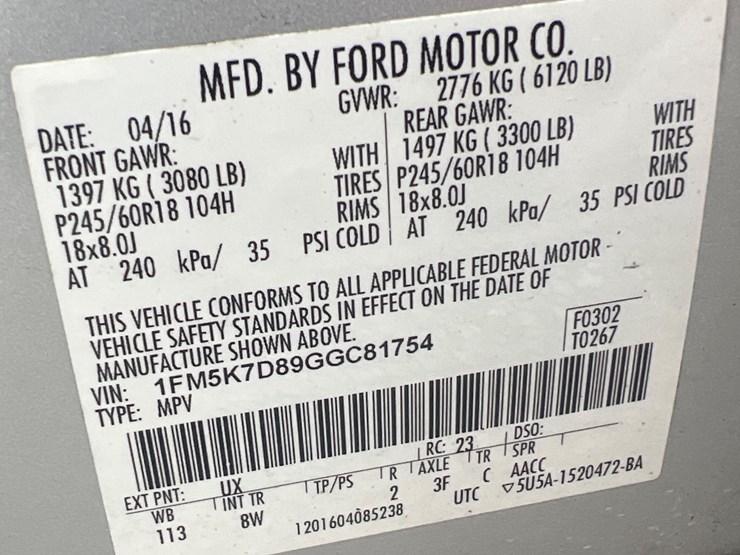 MFD. BY FORD MOTOR CO.
DATE: 04/16 GVWR: 2776 KG ( 6120 LB)
FRONT GAWR: REAR GAWR:
1397 KG ( 3080 LB) WITH 1497 KG ( 3300 LB) WITH
P245/60R18 104H TIRES P245/60R18 104H TIRES
18x8.0J RIMS 18x8.0J RIMS
AT 240 kPa/ 35 PSI COLD AT 240 kPa/ 35 PSI COLD
THIS VEHICLE CONFORMS TO ALL APPLICABLE FEDERAL MOTOR-
VEHICLE SAFETY STANDARDS IN EFFECT ON THE DATE OF
MANUFACTURE SHOWN ABOVE.
VIN: 1FM5K7D89GGC81754 F0302
TYPE: MPV T0267
EXT PNT: UX RC: 23 DSO:
WB INT TR TP/PS R AXLE TR SPR
113 8W 2 3F C AACC
1201604085238 UTC ▽5U5A-1520472-BA